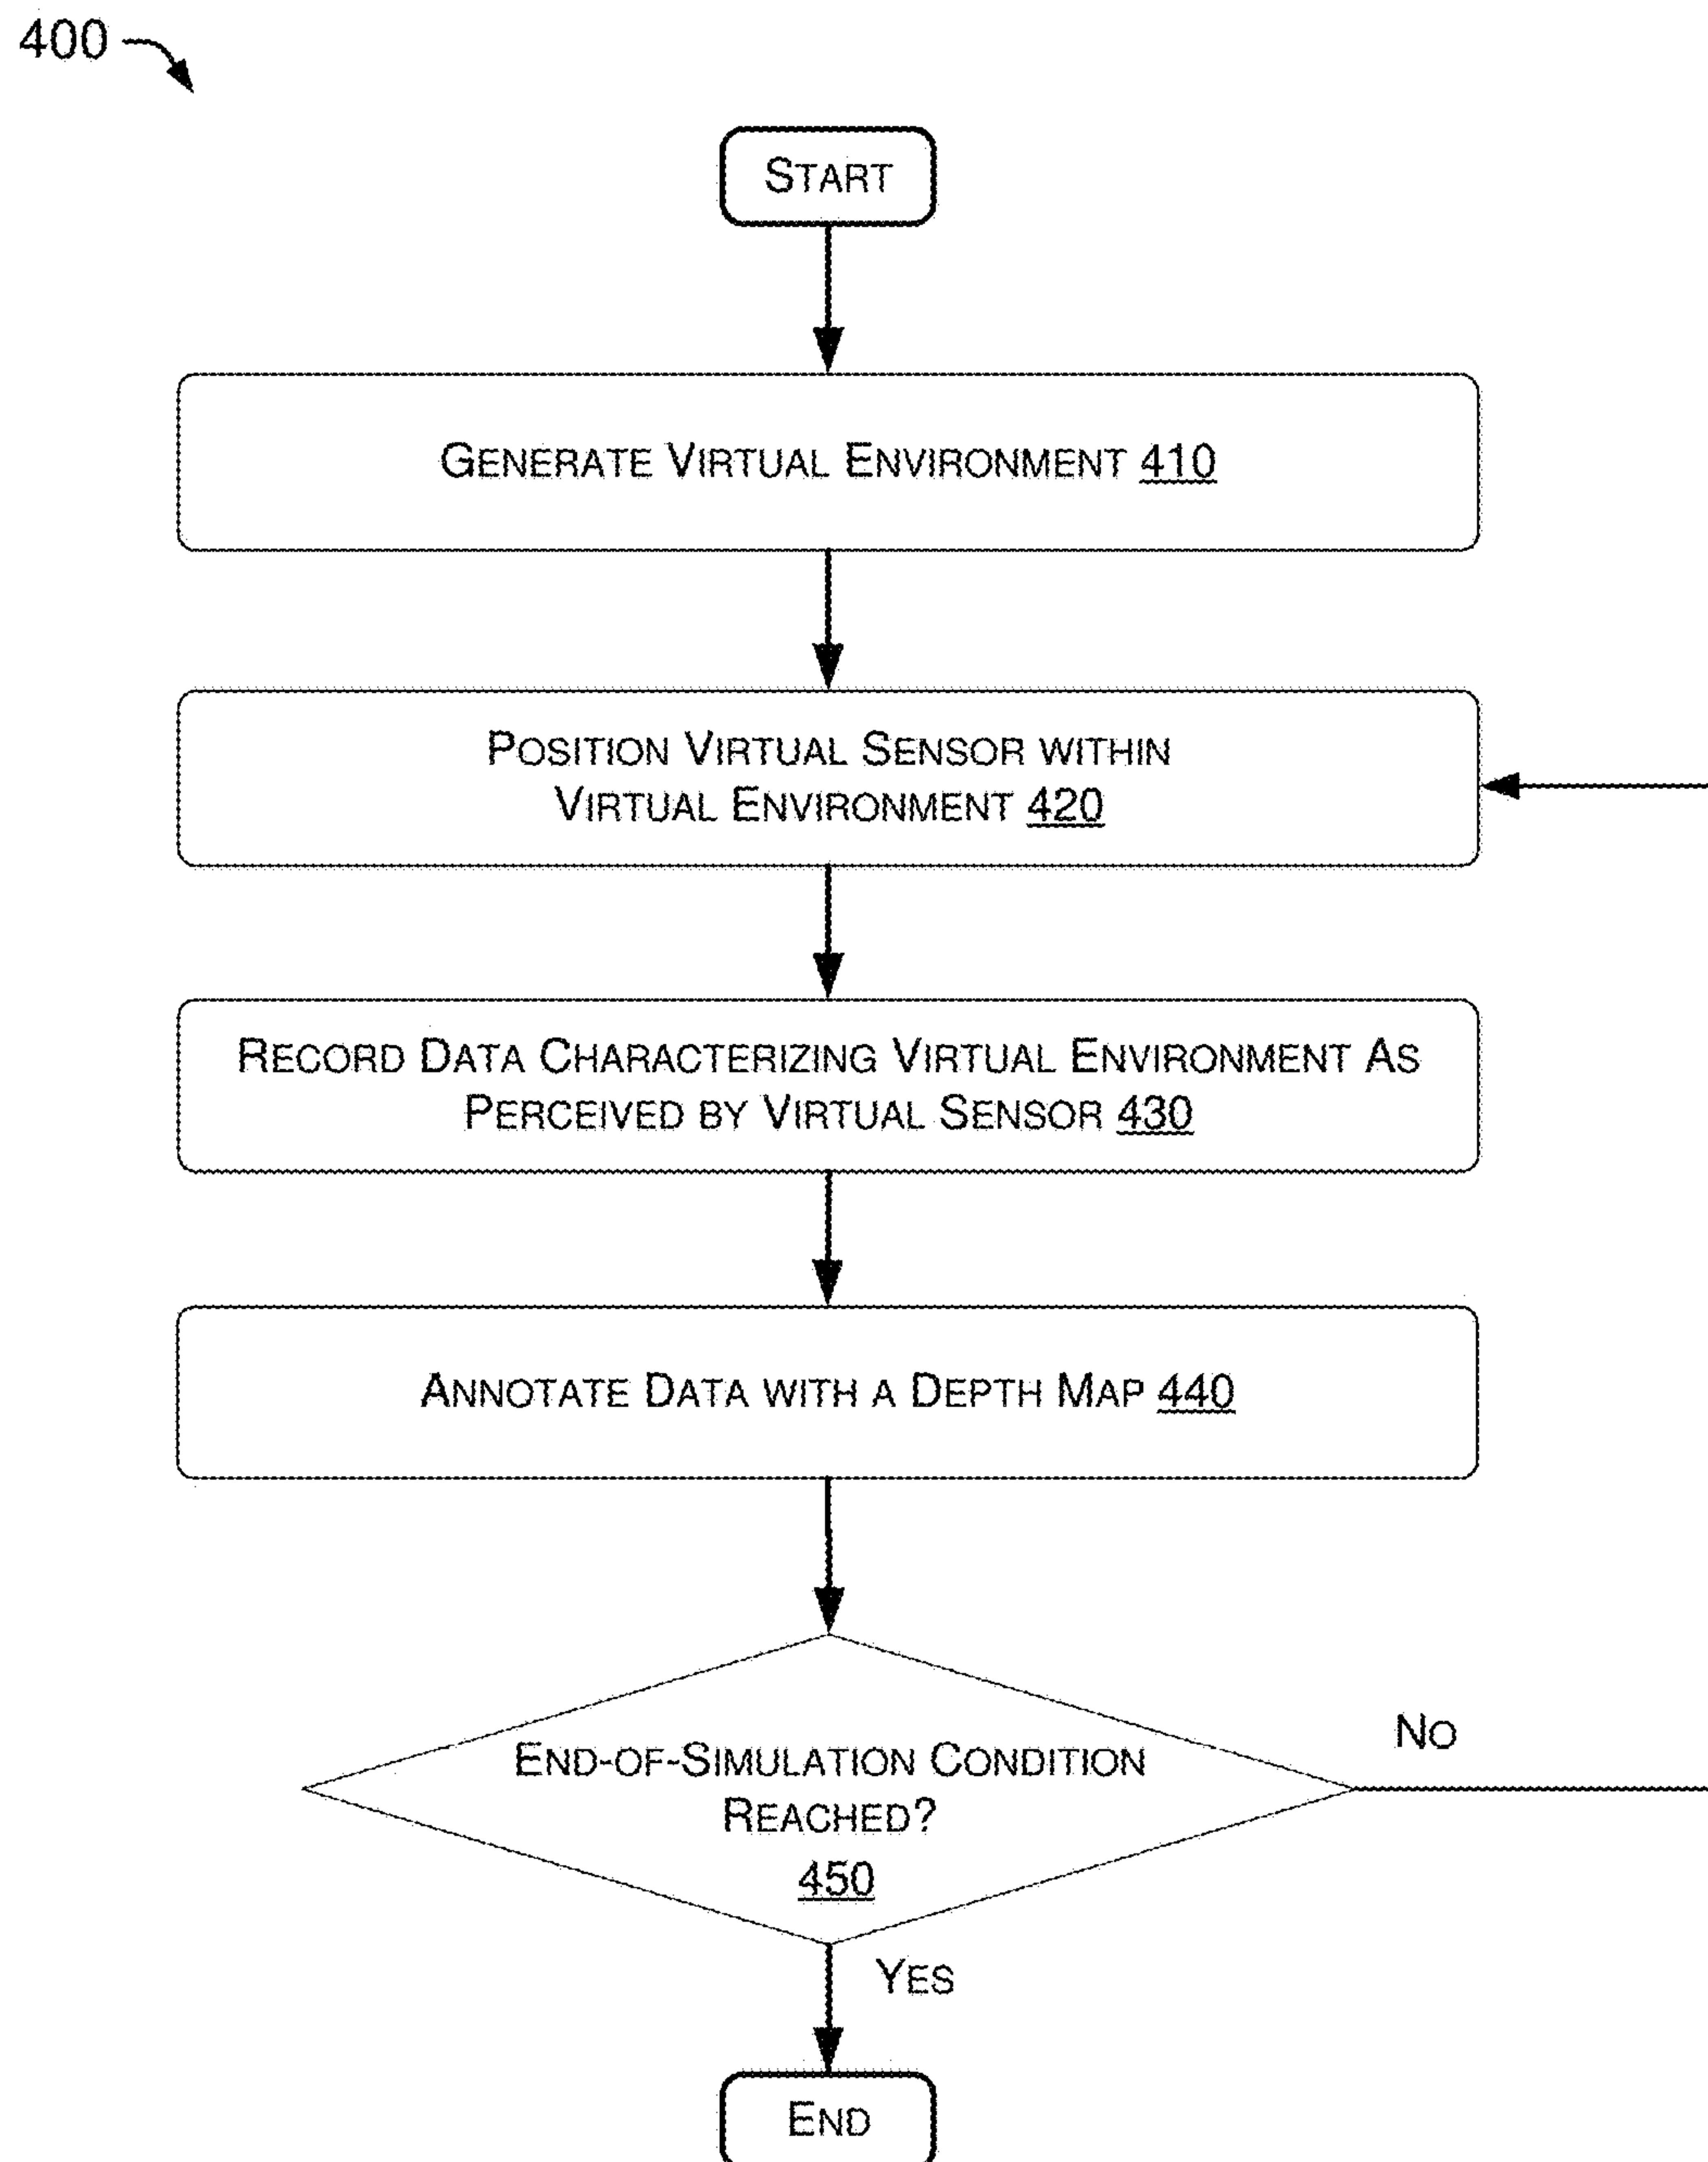 400
START
GENERATE VIRTUAL ENVIRONMENT 410
POSITION VIRTUAL SENSOR WITHIN
VIRTUAL ENVIRONMENT 420
RECORD DATA CHARACTERIZING VIRTUAL ENVIRONMENT AS
PERCEIVED BY VIRTUAL SENSOR 430
ANNOTATE DATA WITH A DEPTH MAP 440
END-OF-SIMULATION CONDITION
REACHED?
450
NO
YES
END